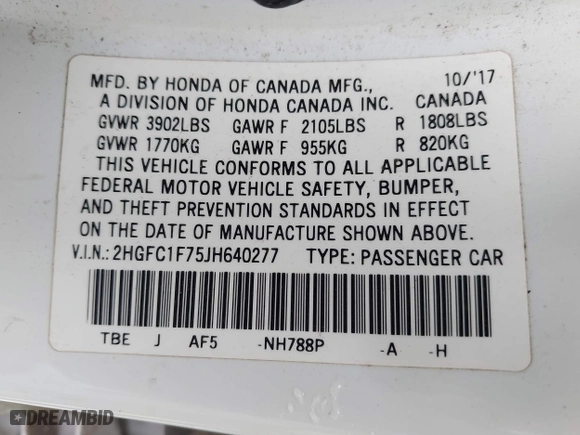 MFD. BY HONDA OF CANADA MFG., 10/'17
A DIVISION OF HONDA CANADA INC. CANADA
GVWR 3902LBS GAWR F 2105LBS R 1808LBS
GVWR 1770KG GAWR F 955KG R 820KG
THIS VEHICLE CONFORMS TO ALL APPLICABLE
FEDERAL MOTOR VEHICLE SAFETY, BUMPER,
AND THEFT PREVENTION STANDARDS IN EFFECT
ON THE DATE OF MANUFACTURE SHOWN ABOVE.
V.I.N.:2HGFC1F75JH640277 TYPE: PASSENGER CAR
TBE J AF5 -NH788P -A -H
DREAMBID